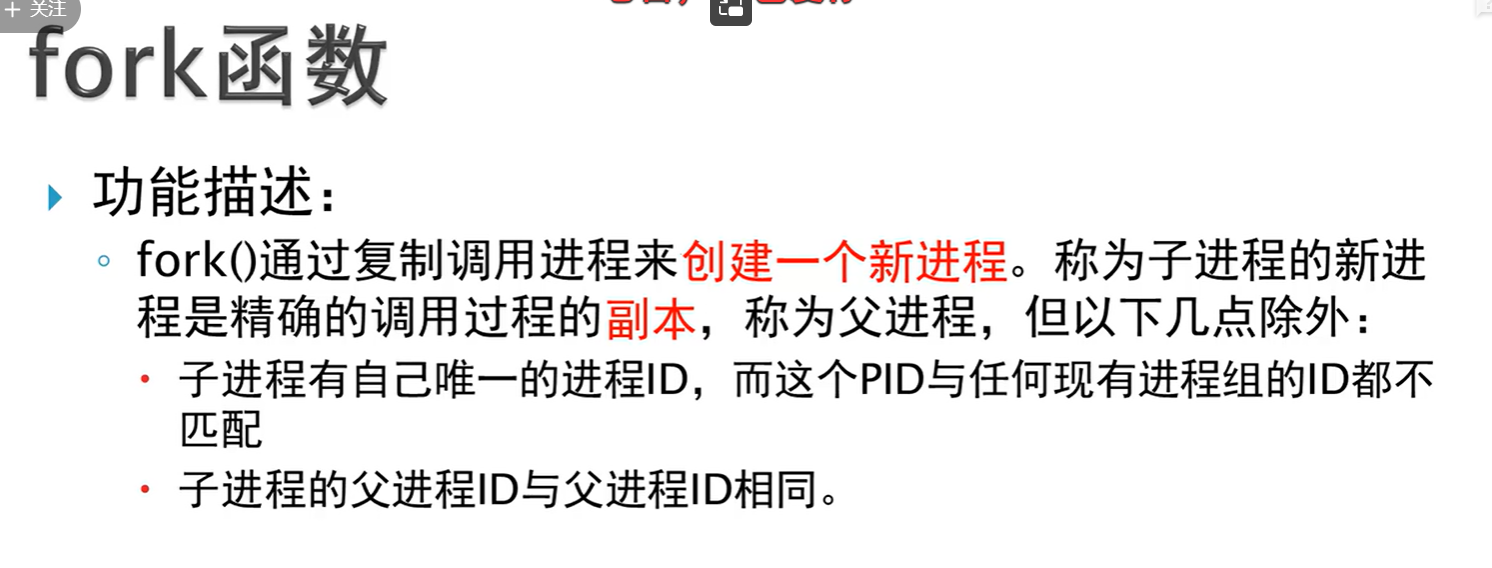 + 关注
fork函数
功能描述：
fork()通过复制调用进程来创建一个新进程。称为子进程的新进
程是精确的调用过程的副本，称为父进程，但以下几点除外：
子进程有自己唯一的进程ID，而这个PID与任何现有进程组的ID都不
匹配
子进程的父进程ID与父进程ID相同。